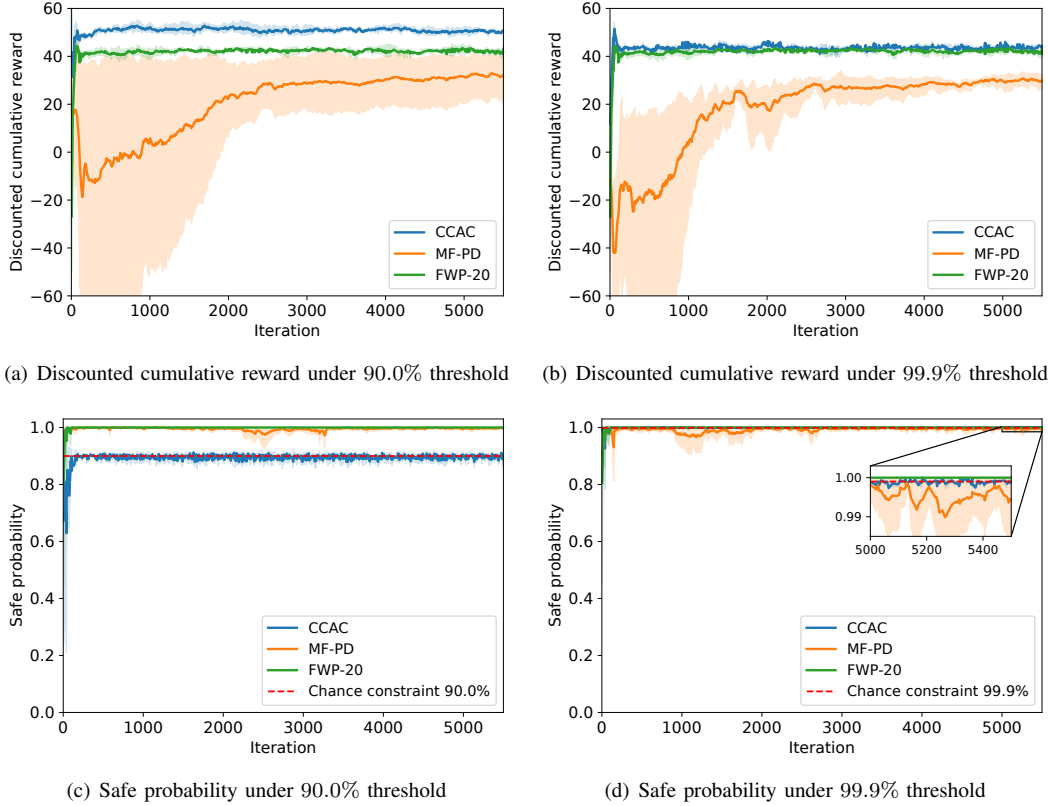 Discounted cumulative reward
60
40
20
0
−20
−40
−60
0
1000
2000
3000
4000
5000
Iteration
CCAC
MF-PD
FWP-20
(a) Discounted cumulative reward under 90.0% threshold
Discounted cumulative reward
60
40
20
0
−20
−40
−60
0
1000
2000
3000
4000
5000
Iteration
CCAC
MF-PD
FWP-20
(b) Discounted cumulative reward under 99.9% threshold
Safe probability
1.0
0.8
0.6
0.4
0.2
0.0
0
1000
2000
3000
4000
5000
Iteration
CCAC
MF-PD
FWP-20
Chance constraint 90.0%
(c) Safe probability under 90.0% threshold
Safe probability
1.0
0.8
0.6
0.4
0.2
0.0
0
1000
2000
3000
4000
5000
Iteration
1.00
0.99
5000
5200
5400
CCAC
MF-PD
FWP-20
Chance constraint 99.9%
(d) Safe probability under 99.9% threshold